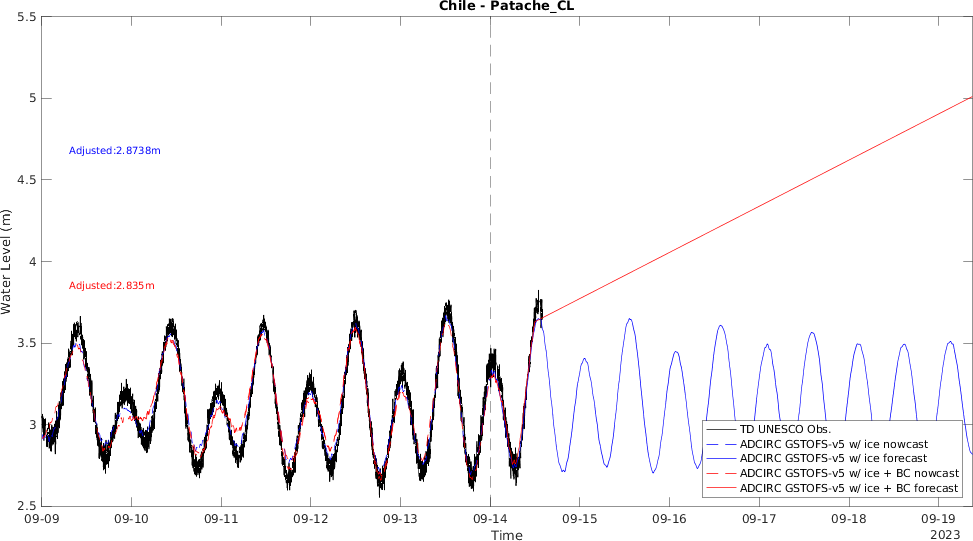 Chile - Patache_CL
5.5
5
4.5
4
3.5
3
2.5
Water Level (m)
Adjusted:2.8738m
Adjusted:2.835m
TD UNESCO Obs.
ADCIRC GSTOFS-v5 w/ ice nowcast
ADCIRC GSTOFS-v5 w/ ice forecast
ADCIRC GSTOFS-v5 w/ ice + BC nowcast
ADCIRC GSTOFS-v5 w/ ice + BC forecast
09-09 09-10 09-11 09-12 09-13 09-14 09-15 09-16 09-17 09-18 09-19
Time
2023